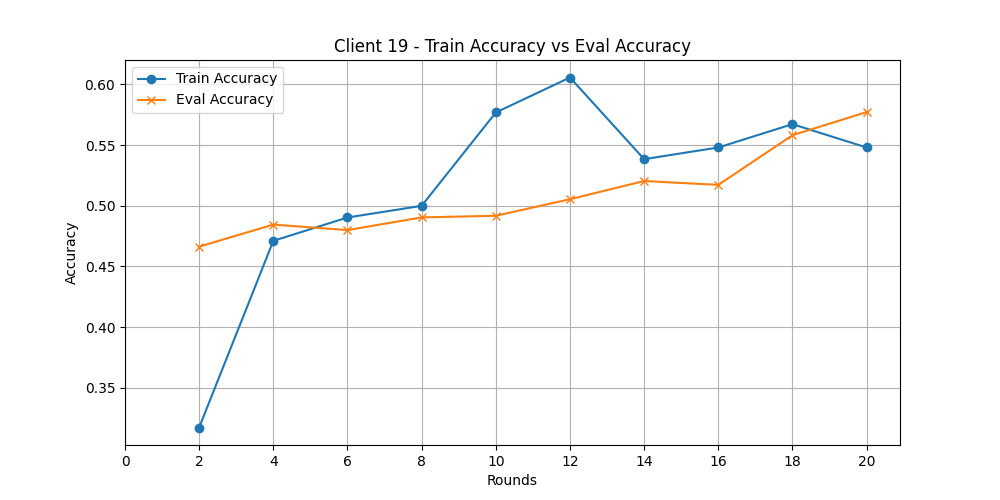 Client 19 - Train Accuracy vs Eval Accuracy
Train Accuracy
Eval Accuracy
Accuracy
0.60
0.55
0.50
0.45
0.40
0.35
0 2 4 6 8 10 12 14 16 18 20
Rounds